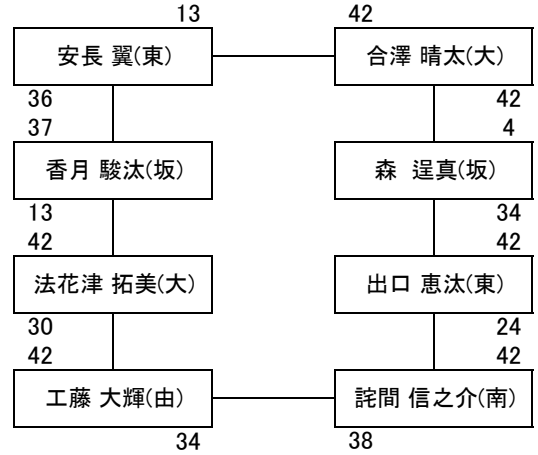 13 42
安長 翼(東) 合澤 晴太(大)
36 42
37 4
香月 駿汰(坂) 森 逞真(坂)
13 34
42 42
法花津 拓美(大) 出口 恵汰(東)
30 24
42 42
工藤 大輝(由) 詫間 信之介(南)
34 38